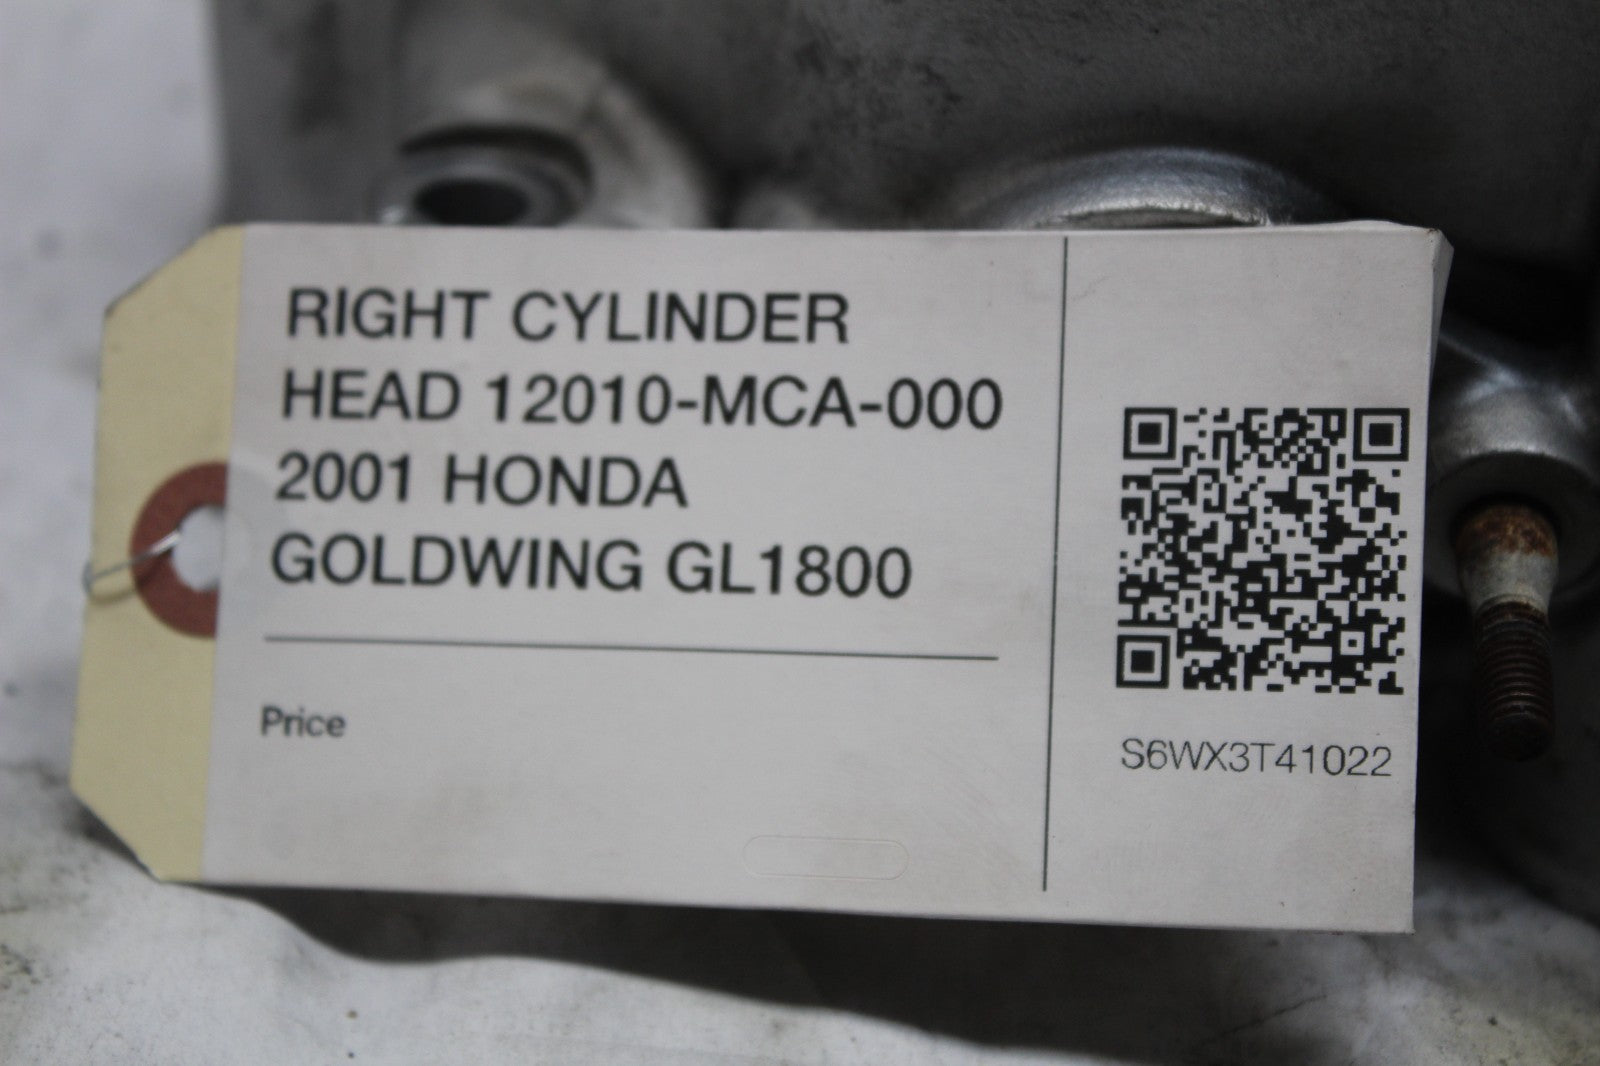 RIGHT CYLINDER
HEAD 12010-MCA-000
2001 HONDA
GOLDWING GL1800
Price
S6WX3T41022